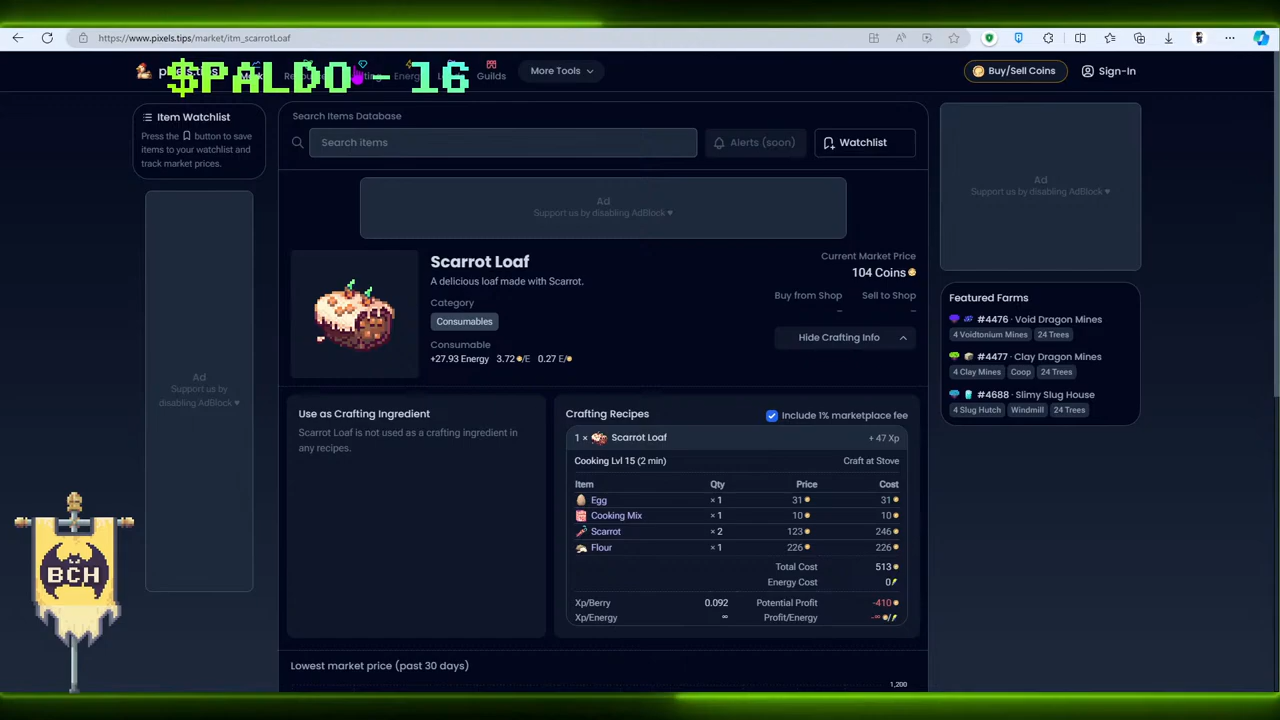 https://www.pixels.tips/market/itm_scarrotLoaf
$PALDO- 16
Guilds
More Tools
Buy/Sell Coins
Sign-In
Item Watchlist
Press the button to save
items to your watchlist and
track market prices.
Ad
Support us by
disabling AdBlock ♥
Search Items Database
Search items
Alerts (soon)
Watchlist
Ad
Support us by disabling AdBlock ♥
Scarrot Loaf
A delicious loaf made with Scarrot.
Category
Consumables
Consumable
+27.93 Energy 3.72 /E 0.27 E/
Current Market Price
104 Coins
Buy from Shop Sell to Shop
– –
Hide Crafting Info
Use as Crafting Ingredient
Scarrot Loaf is not used as a crafting ingredient in
any recipes.
Crafting Recipes
Include 1% marketplace fee
1 × Scarrot Loaf + 47 Xp
Cooking Lvl 15 (2 min) Craft at Stove
Item Qty Price Cost
Egg × 1 31 31
Cooking Mix × 1 10 10
Scarrot × 2 123 246
Flour × 1 226 226
Total Cost 513
Energy Cost 0
Xp/Berry 0.092 Potential Profit -410
Xp/Energy ∞ Profit/Energy -∞ /
Lowest market price (past 30 days)
1,200
Ad
Support us by disabling AdBlock ♥
Featured Farms
#4476 · Void Dragon Mines
4 Voidtonium Mines 24 Trees
#4477 · Clay Dragon Mines
4 Clay Mines Coop 24 Trees
#4688 · Slimy Slug House
4 Slug Hutch Windmill 24 Trees
BCH